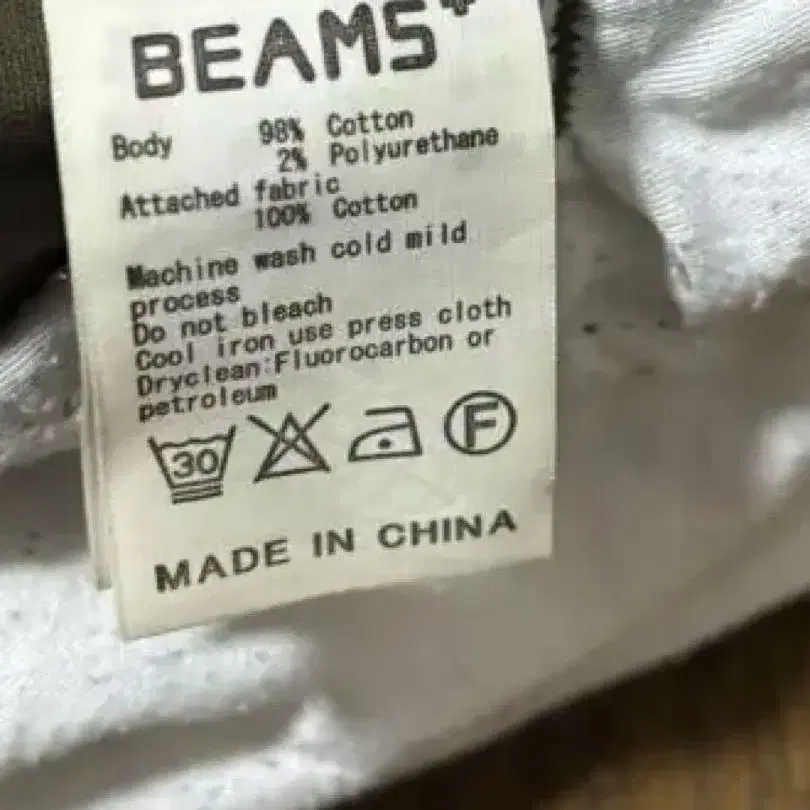 BEAMS+
Body 98% Cotton
2% Polyurethane
Attached fabric
100% Cotton
Machine wash cold mild
process
Do not bleach
Cool iron use press cloth
Dryclean:Fluorocarbon or
petroleum
30 F
MADE IN CHINA